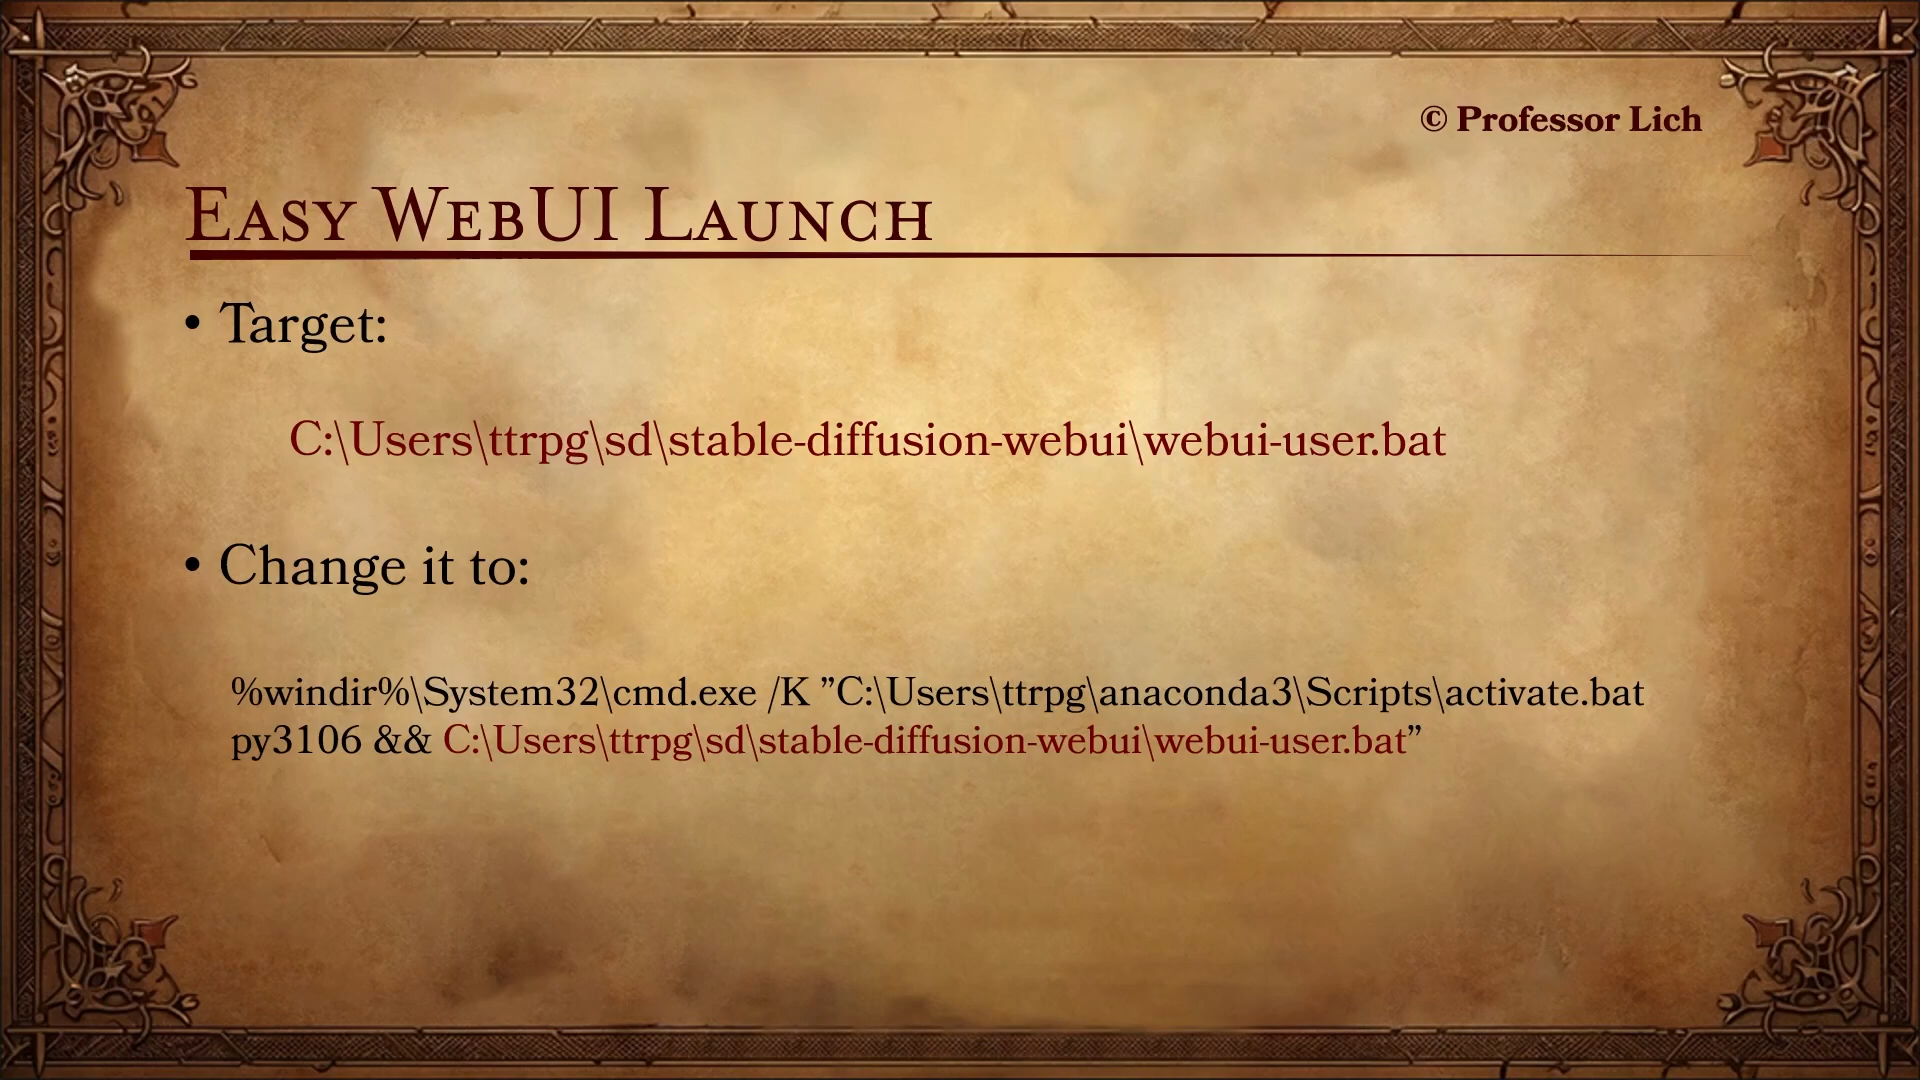 © Professor Lich
Easy WebUI Launch
• Target:
C:\Users\ttrpg\sd\stable-diffusion-webui\webui-user.bat
• Change it to:
%windir%\System32\cmd.exe /K ”C:\Users\ttrpg\anaconda3\Scripts\activate.bat
py3106 && C:\Users\ttrpg\sd\stable-diffusion-webui\webui-user.bat”